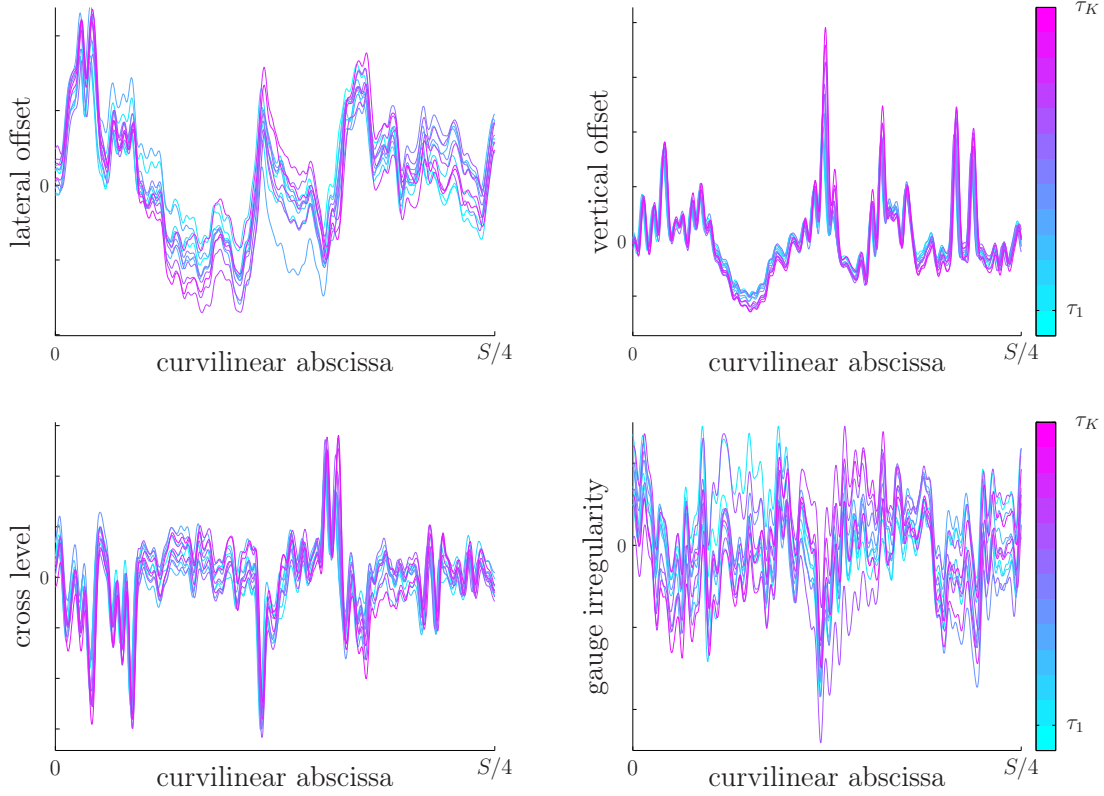 lateral offset
0
0
S/4
curvilinear abscissa
vertical offset
0
0
S/4
curvilinear abscissa
τK
τ1
cross level
0
0
S/4
curvilinear abscissa
gauge irregularity
0
0
S/4
curvilinear abscissa
τK
τ1